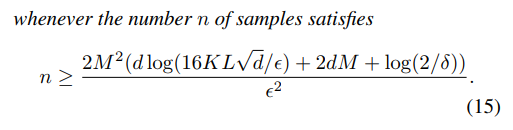 whenever the number n of samples satisfies
n ≥ 2M²(d log(16KL√d/ϵ) + 2dM + log(2/δ)) / ϵ² .
(15)